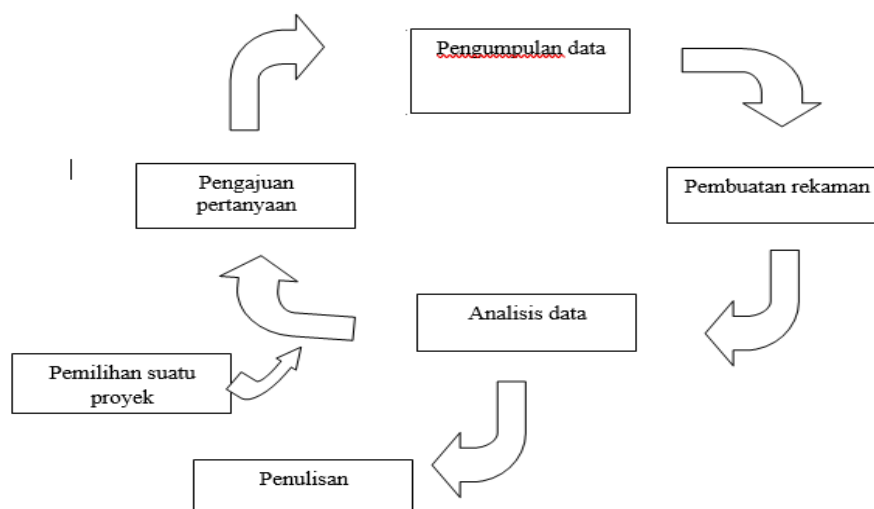 Pengumpulan data
Pengajuan
pertanyaan
Pembuatan rekaman
Analisis data
Pemilihan suatu
proyek
Penulisan